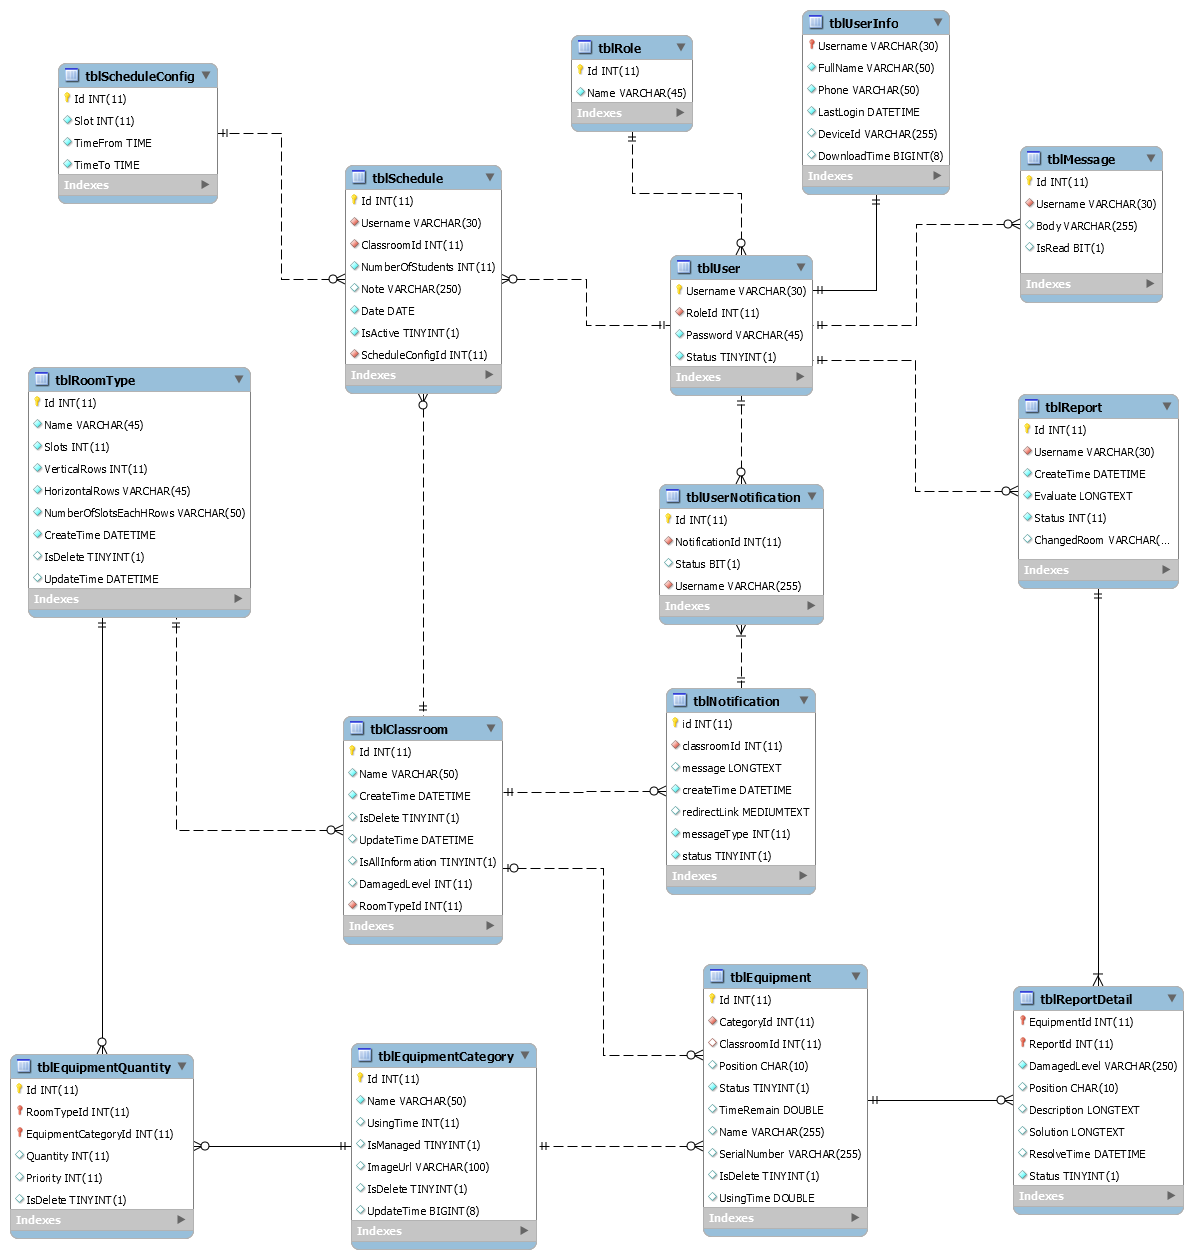 tblScheduleConfig
Id INT(11)
Slot INT(11)
TimeFrom TIME
TimeTo TIME
Indexes
tblRole
Id INT(11)
Name VARCHAR(45)
Indexes
tblUserInfo
Username VARCHAR(30)
FullName VARCHAR(50)
Phone VARCHAR(50)
LastLogin DATETIME
DeviceId VARCHAR(255)
DownloadTime BIGINT(8)
Indexes
tblMessage
Id INT(11)
Username VARCHAR(30)
Body VARCHAR(255)
IsRead BIT(1)
Indexes
tblSchedule
Id INT(11)
Username VARCHAR(30)
ClassroomId INT(11)
NumberOfStudents INT(11)
Note VARCHAR(250)
Date DATE
IsActive TINYINT(1)
ScheduleConfigId INT(11)
Indexes
tblUser
Username VARCHAR(30)
RoleId INT(11)
Password VARCHAR(45)
Status TINYINT(1)
Indexes
tblRoomType
Id INT(11)
Name VARCHAR(45)
Slots INT(11)
VerticalRows INT(11)
HorizontalRows VARCHAR(45)
NumberOfSlotsEachHRows VARCHAR(50)
CreateTime DATETIME
IsDelete TINYINT(1)
UpdateTime DATETIME
Indexes
tblReport
Id INT(11)
Username VARCHAR(30)
CreateTime DATETIME
Evaluate LONGTEXT
Status INT(11)
ChangedRoom VARCHAR(...
Indexes
tblUserNotification
Id INT(11)
NotificationId INT(11)
Status BIT(1)
Username VARCHAR(255)
Indexes
tblClassroom
Id INT(11)
Name VARCHAR(50)
CreateTime DATETIME
IsDelete TINYINT(1)
UpdateTime DATETIME
IsAllInformation TINYINT(1)
DamagedLevel INT(11)
RoomTypeId INT(11)
Indexes
tblNotification
id INT(11)
classroomId INT(11)
message LONGTEXT
createTime DATETIME
redirectLink MEDIUMTEXT
messageType INT(11)
status TINYINT(1)
Indexes
tblEquipmentQuantity
Id INT(11)
RoomTypeId INT(11)
EquipmentCategoryId INT(11)
Quantity INT(11)
Priority INT(11)
IsDelete TINYINT(1)
Indexes
tblEquipmentCategory
Id INT(11)
Name VARCHAR(50)
UsingTime INT(11)
IsManaged TINYINT(1)
ImageUrl VARCHAR(100)
IsDelete TINYINT(1)
UpdateTime BIGINT(8)
Indexes
tblEquipment
Id INT(11)
CategoryId INT(11)
ClassroomId INT(11)
Position CHAR(10)
Status TINYINT(1)
TimeRemain DOUBLE
Name VARCHAR(255)
SerialNumber VARCHAR(255)
IsDelete TINYINT(1)
UsingTime DOUBLE
Indexes
tblReportDetail
EquipmentId INT(11)
ReportId INT(11)
DamagedLevel VARCHAR(250)
Position CHAR(10)
Description LONGTEXT
Solution LONGTEXT
ResolveTime DATETIME
Status TINYINT(1)
Indexes